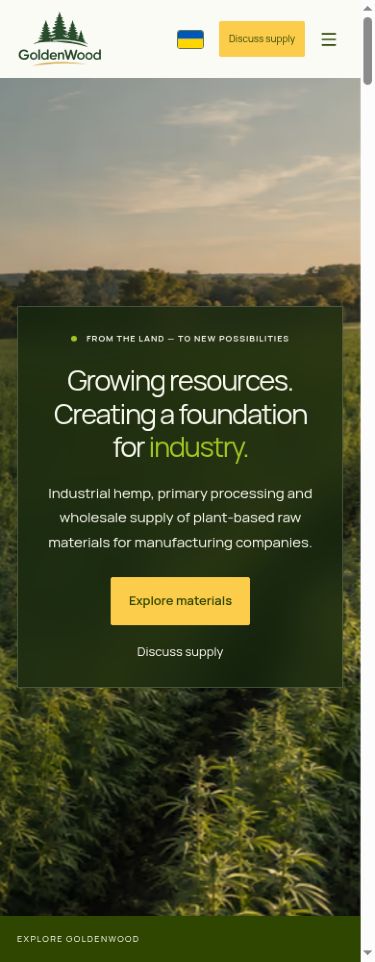 GoldenWood
Discuss supply
FROM THE LAND — TO NEW POSSIBILITIES
Growing resources.
Creating a foundation
for industry.
Industrial hemp, primary processing and
wholesale supply of plant-based raw
materials for manufacturing companies.
Explore materials
Discuss supply
EXPLORE GOLDENWOOD